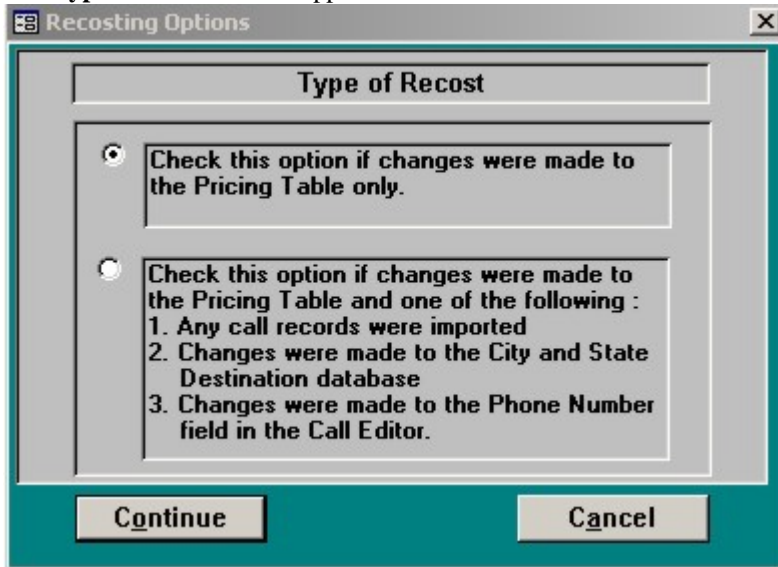 Recosting Options
Type of Recost
Check this option if changes were made to
the Pricing Table only.
Check this option if changes were made to
the Pricing Table and one of the following :
1. Any call records were imported
2. Changes were made to the City and State
Destination database
3. Changes were made to the Phone Number
field in the Call Editor.
Continue
Cancel